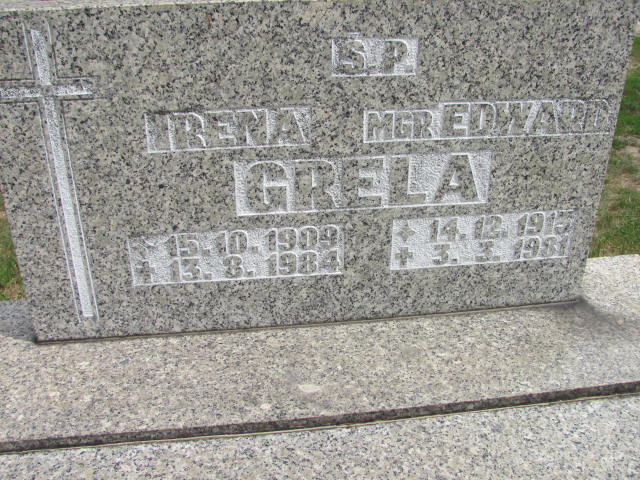 Ś.P.
IRENA MGR EDWARD
GRELA
* 15.10.1909 * 14.12.1915
+ 13.8.1984 + 3.3.1981